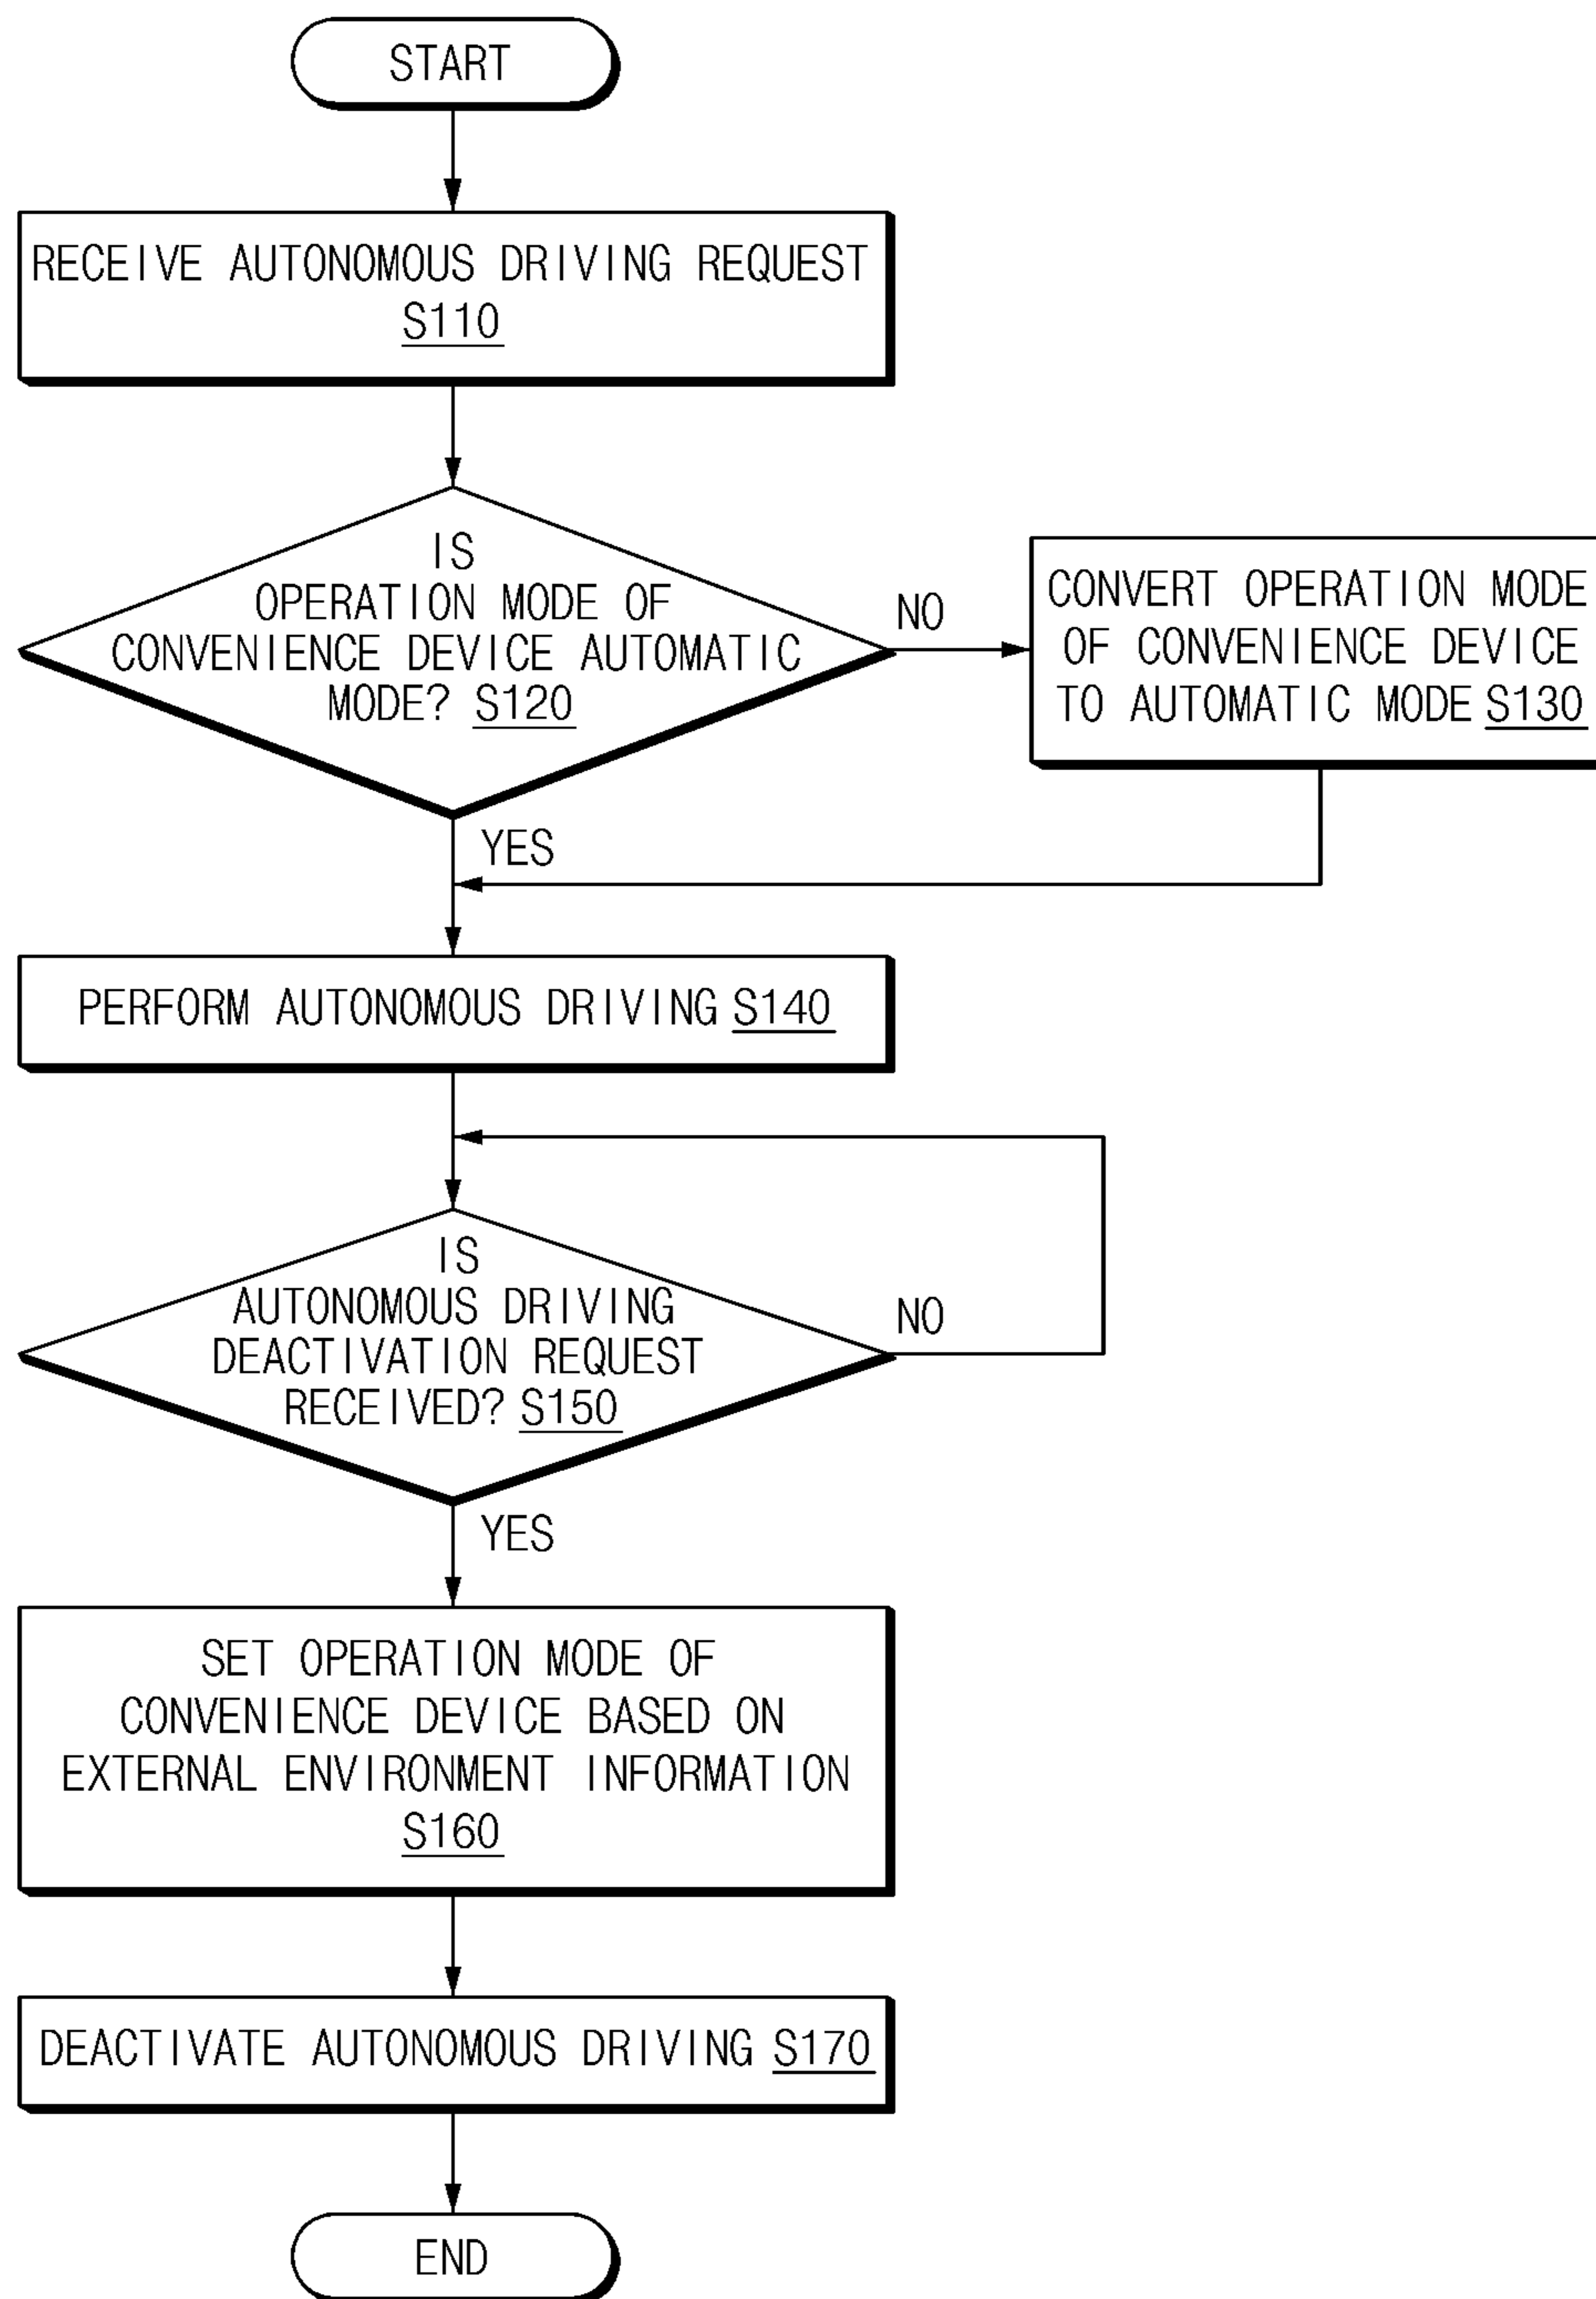 START
RECEIVE AUTONOMOUS DRIVING REQUEST
S110
IS
OPERATION MODE OF
CONVENIENCE DEVICE AUTOMATIC
MODE? S120
NO
CONVERT OPERATION MODE
OF CONVENIENCE DEVICE
TO AUTOMATIC MODE S130
YES
PERFORM AUTONOMOUS DRIVING S140
IS
AUTONOMOUS DRIVING
DEACTIVATION REQUEST
RECEIVED? S150
NO
YES
SET OPERATION MODE OF
CONVENIENCE DEVICE BASED ON
EXTERNAL ENVIRONMENT INFORMATION
S160
DEACTIVATE AUTONOMOUS DRIVING S170
END